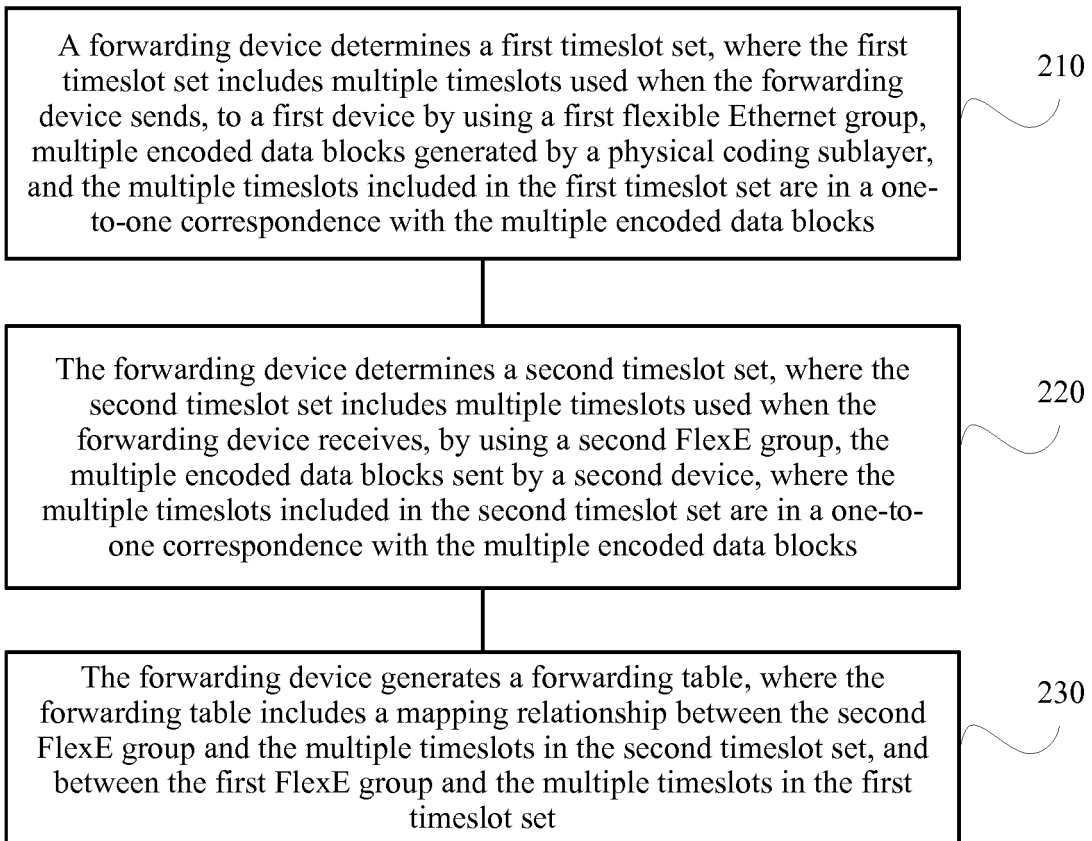 A forwarding device determines a first timeslot set, where the first
timeslot set includes multiple timeslots used when the forwarding
device sends, to a first device by using a first flexible Ethernet group,
multiple encoded data blocks generated by a physical coding sublayer,
and the multiple timeslots included in the first timeslot set are in a one-
to-one correspondence with the multiple encoded data blocks
210
The forwarding device determines a second timeslot set, where the
second timeslot set includes multiple timeslots used when the
forwarding device receives, by using a second FlexE group, the
multiple encoded data blocks sent by a second device, where the
multiple timeslots included in the second timeslot set are in a one-to-
one correspondence with the multiple encoded data blocks
220
The forwarding device generates a forwarding table, where the
forwarding table includes a mapping relationship between the second
FlexE group and the multiple timeslots in the second timeslot set, and
between the first FlexE group and the multiple timeslots in the first
timeslot set
230